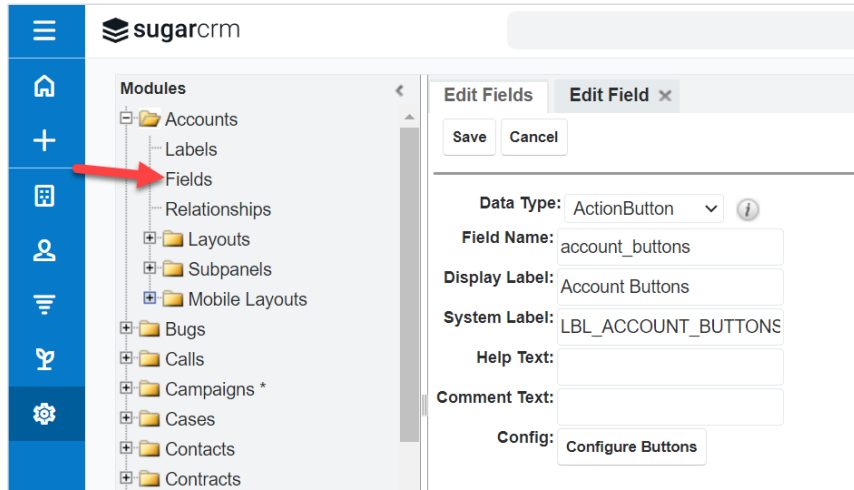 sugarcrm
Modules
Accounts
Labels
Fields
Relationships
Layouts
Subpanels
Mobile Layouts
Bugs
Calls
Campaigns *
Cases
Contacts
Contracts
Edit Fields Edit Field
Save Cancel
Data Type: ActionButton
Field Name: account_buttons
Display Label: Account Buttons
System Label: LBL_ACCOUNT_BUTTONS
Help Text:
Comment Text:
Config: Configure Buttons